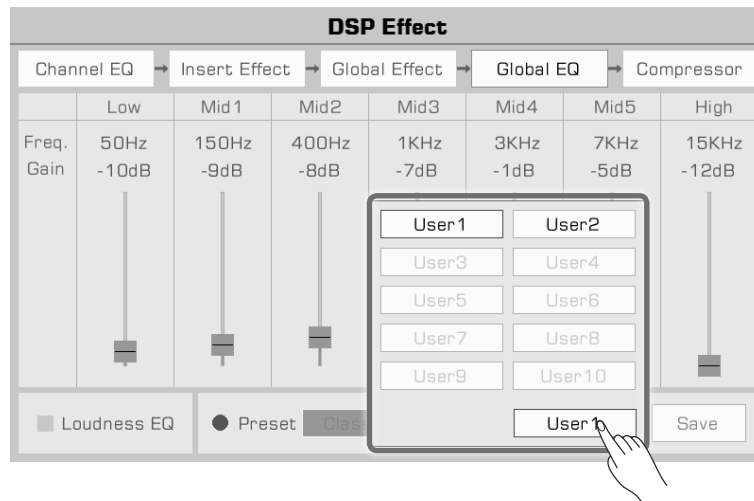 DSP Effect
Channel EQ → Insert Effect → Global Effect → Global EQ → Compressor
Low Mid1 Mid2 Mid3 Mid4 Mid5 High
Freq. 50Hz 150Hz 400Hz 1KHz 3KHz 7KHz 15KHz
Gain -10dB -9dB -8dB -7dB -1dB -5dB -12dB
User1 User2
User3 User4
User5 User6
User7 User8
User9 User10
Loudness EQ Preset Clas User1 Save